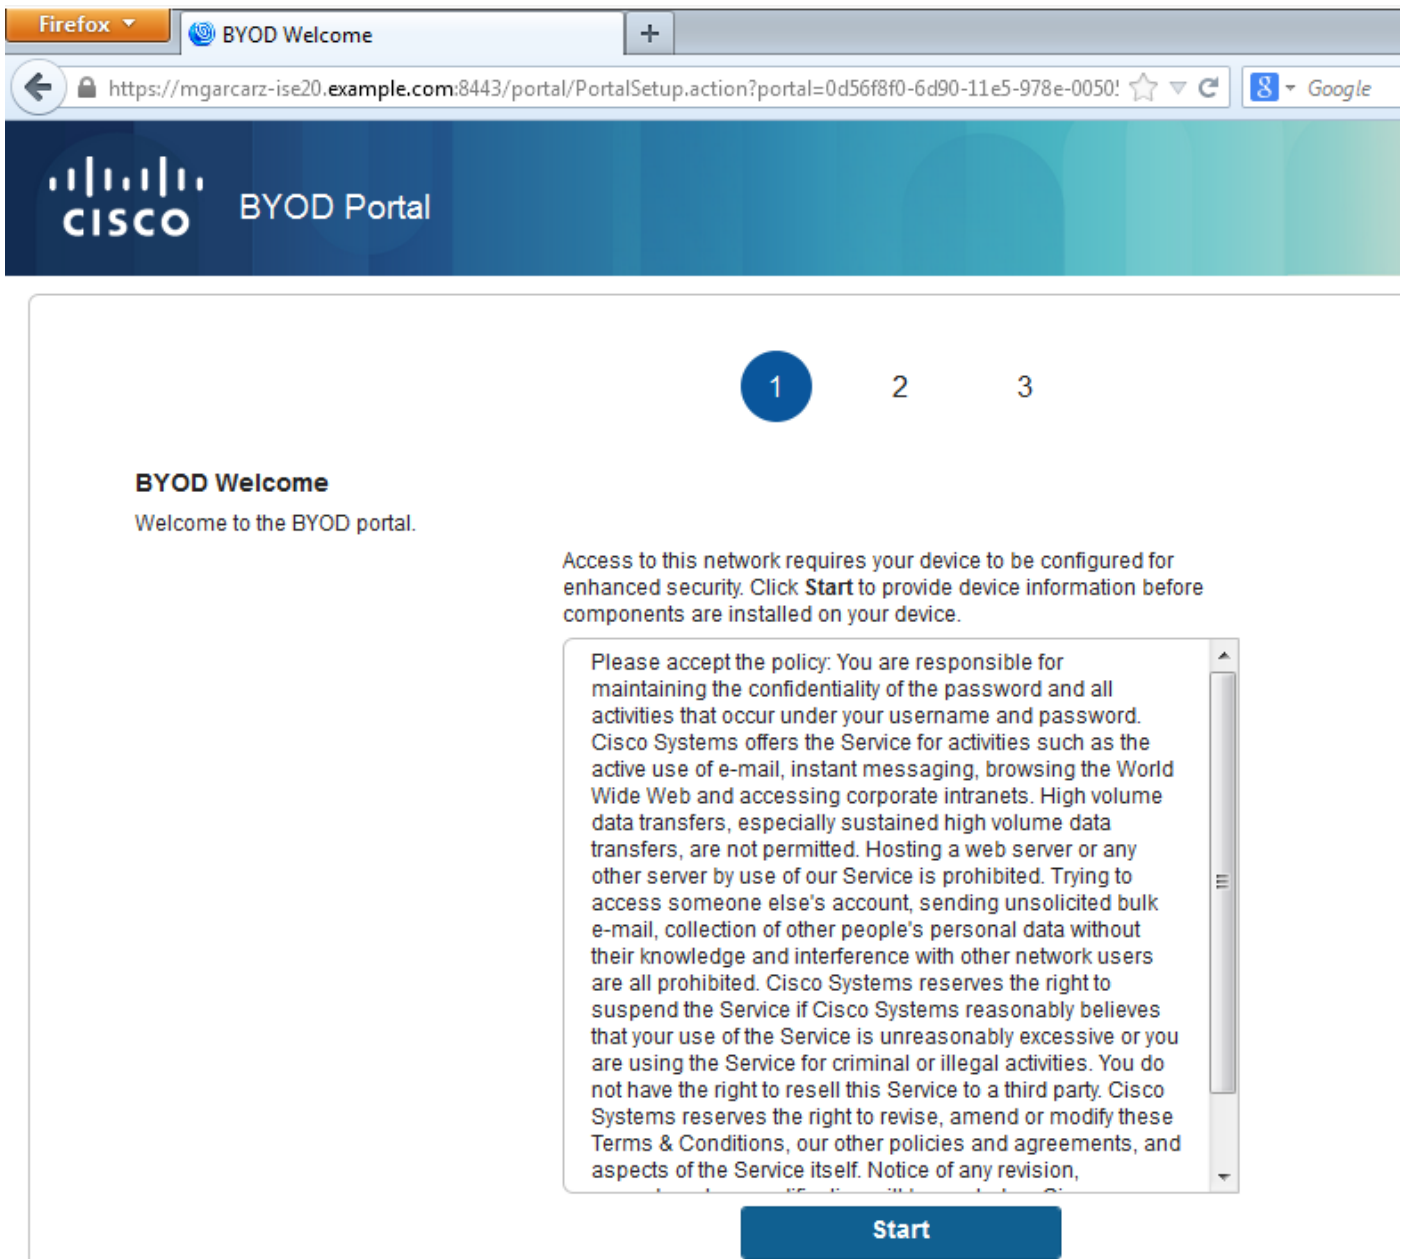 Firefox
BYOD Welcome
+
https://mgarcarz-ise20.example.com:8443/portal/PortalSetup.action?portal=0d56f8f0-6d90-11e5-978e-0050
8 Google
CISCO BYOD Portal
1 2 3
BYOD Welcome
Welcome to the BYOD portal.
Access to this network requires your device to be configured for
enhanced security. Click Start to provide device information before
components are installed on your device.
Please accept the policy: You are responsible for
maintaining the confidentiality of the password and all
activities that occur under your username and password.
Cisco Systems offers the Service for activities such as the
active use of e-mail, instant messaging, browsing the World
Wide Web and accessing corporate intranets. High volume
data transfers, especially sustained high volume data
transfers, are not permitted. Hosting a web server or any
other server by use of our Service is prohibited. Trying to
access someone else's account, sending unsolicited bulk
e-mail, collection of other people's personal data without
their knowledge and interference with other network users
are all prohibited. Cisco Systems reserves the right to
suspend the Service if Cisco Systems reasonably believes
that your use of the Service is unreasonably excessive or you
are using the Service for criminal or illegal activities. You do
not have the right to resell this Service to a third party. Cisco
Systems reserves the right to revise, amend or modify these
Terms & Conditions, our other policies and agreements, and
aspects of the Service itself. Notice of any revision,
Start